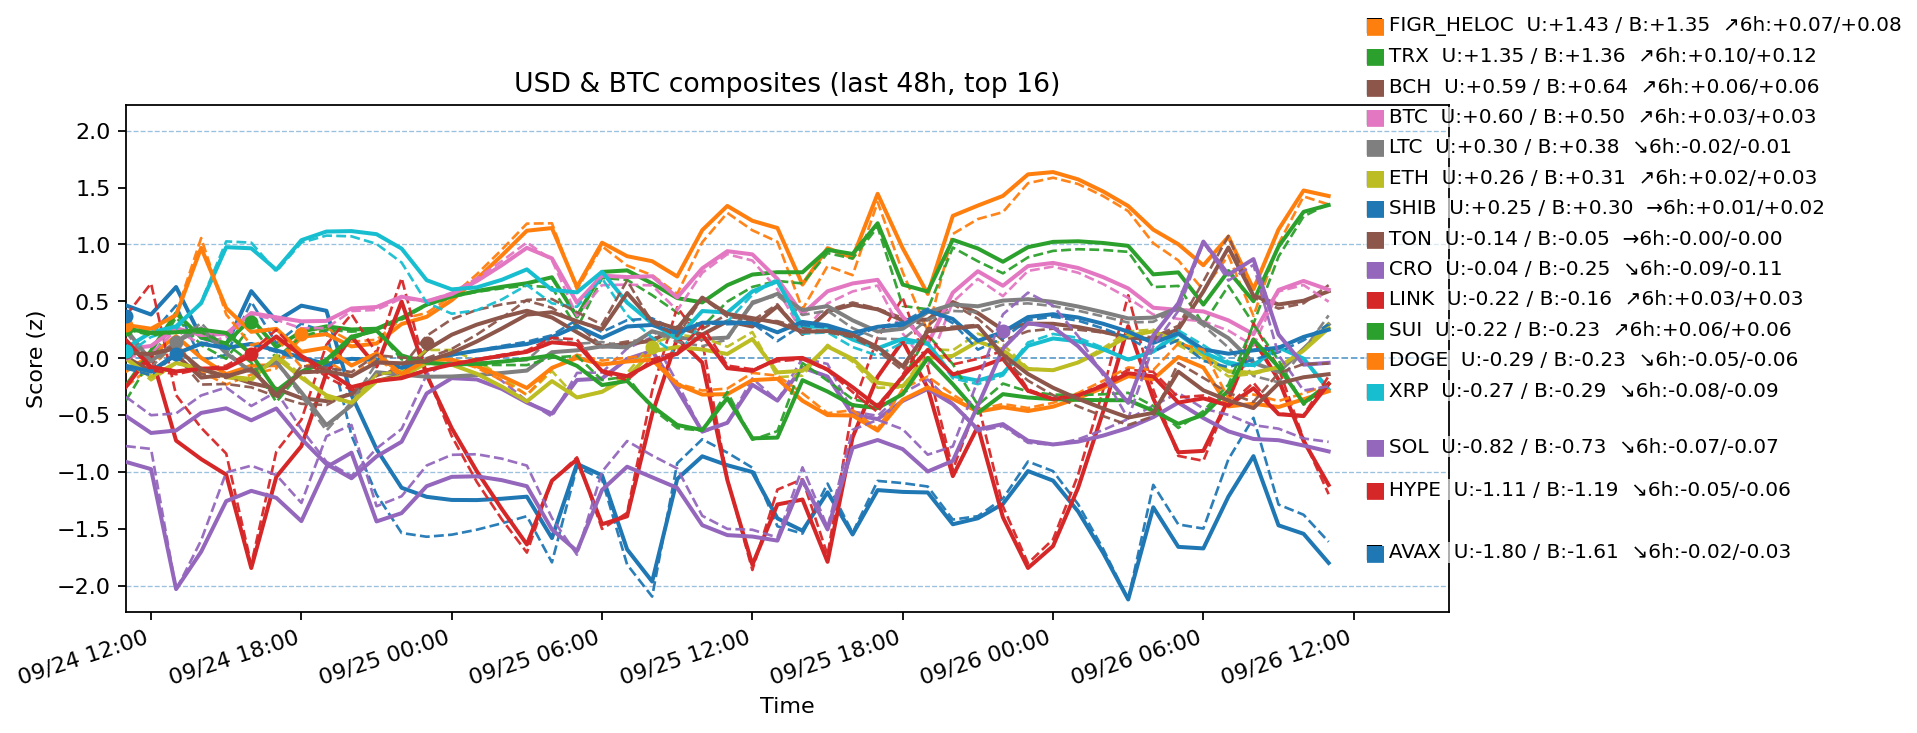 FIGR_HELOC U:+1.43 / B:+1.35 ↗6h:+0.07/+0.08
TRX U:+1.35 / B:+1.36 ↗6h:+0.10/+0.12
USD & BTC composites (last 48h, top 16)
BCH U:+0.59 / B:+0.64 ↗6h:+0.06/+0.06
BTC U:+0.60 / B:+0.50 ↗6h:+0.03/+0.03
LTC U:+0.30 / B:+0.38 ↘6h:-0.02/-0.01
ETH U:+0.26 / B:+0.31 ↗6h:+0.02/+0.03
SHIB U:+0.25 / B:+0.30 →6h:+0.01/+0.02
TON U:-0.14 / B:-0.05 →6h:-0.00/-0.00
CRO U:-0.04 / B:-0.25 ↘6h:-0.09/-0.11
LINK U:-0.22 / B:-0.16 ↗6h:+0.03/+0.03
SUI U:-0.22 / B:-0.23 ↗6h:+0.06/+0.06
DOGE U:-0.29 / B:-0.23 ↘6h:-0.05/-0.06
XRP U:-0.27 / B:-0.29 ↘6h:-0.08/-0.09
SOL U:-0.82 / B:-0.73 ↘6h:-0.07/-0.07
HYPE U:-1.11 / B:-1.19 ↘6h:-0.05/-0.06
AVAX U:-1.80 / B:-1.61 ↘6h:-0.02/-0.03
Score (z)
2.0
1.5
1.0
0.5
0.0
−0.5
−1.0
−1.5
−2.0
09/24 12:00
09/24 18:00
09/25 00:00
09/25 06:00
09/25 12:00
09/25 18:00
09/26 00:00
09/26 06:00
09/26 12:00
Time